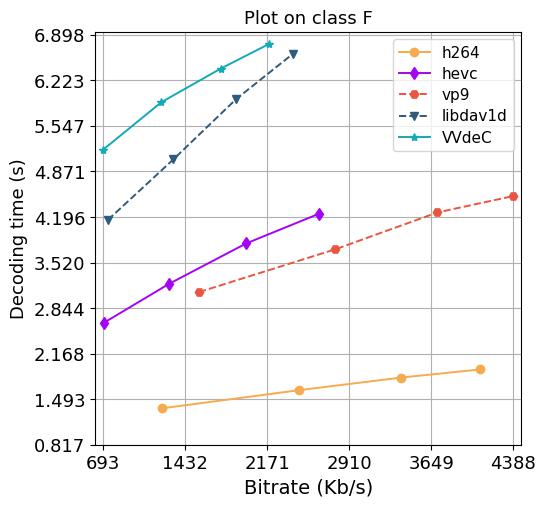 Plot on class F
6.898
6.223
5.547
4.871
4.196
3.520
2.844
2.168
1.493
0.817
Decoding time (s)
h264
hevc
vp9
libdav1d
VVdeC
693 1432 2171 2910 3649 4388
Bitrate (Kb/s)